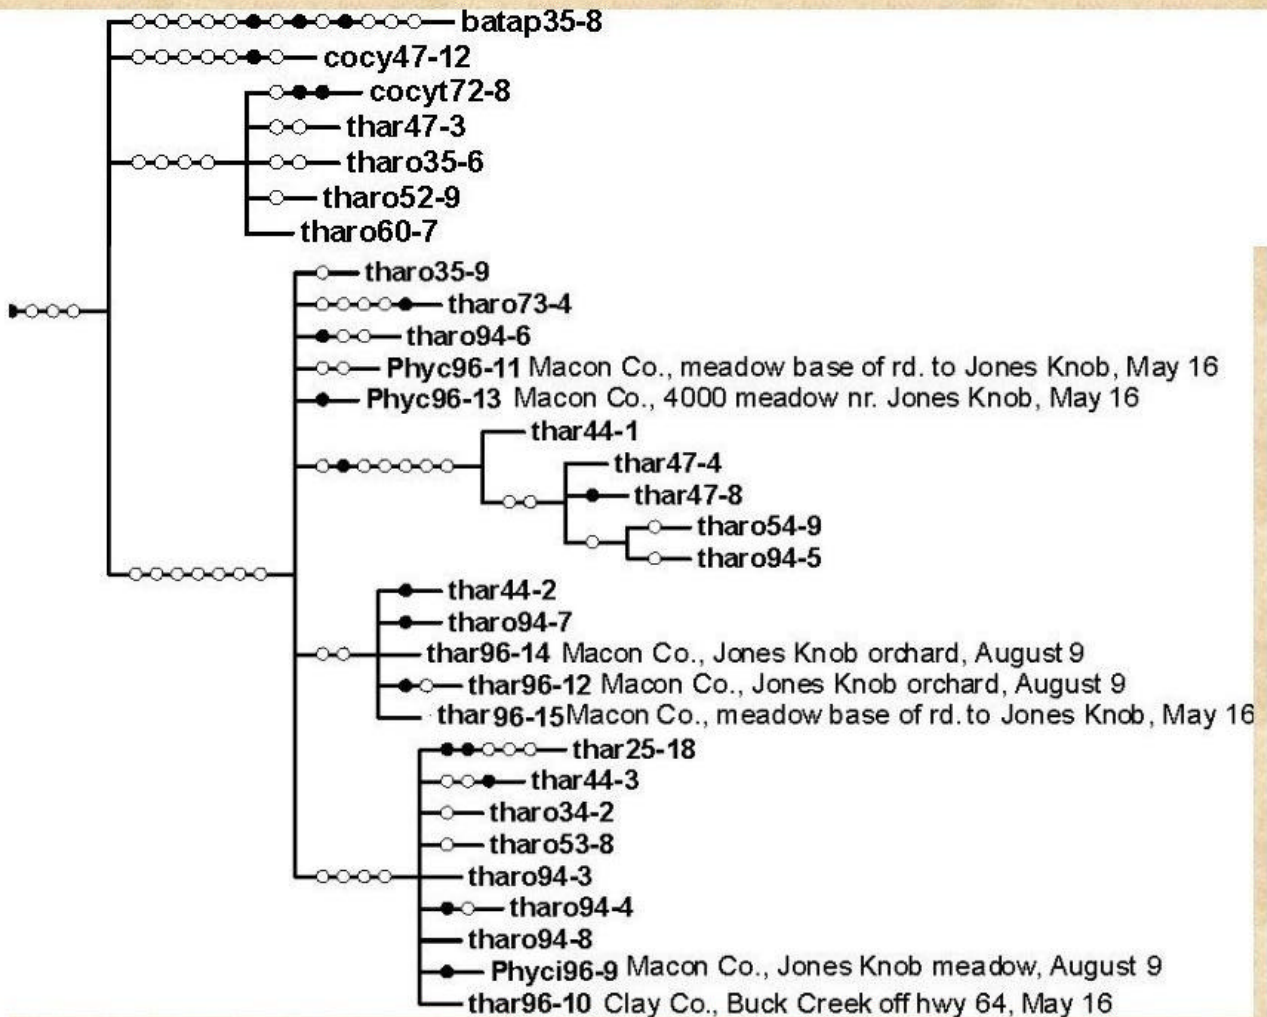 batap35-8
cocy47-12
cocyt72-8
thar47-3
tharo35-6
tharo52-9
tharo60-7
tharo35-9
tharo73-4
tharo94-6
Phyc96-11 Macon Co., meadow base of rd. to Jones Knob, May 16
Phyc96-13 Macon Co., 4000 meadow nr. Jones Knob, May 16
thar44-1
thar47-4
thar47-8
tharo54-9
tharo94-5
thar44-2
tharo94-7
thar96-14 Macon Co., Jones Knob orchard, August 9
thar96-12 Macon Co., Jones Knob orchard, August 9
thar96-15 Macon Co., meadow base of rd. to Jones Knob, May 16
thar25-18
thar44-3
tharo34-2
tharo53-8
tharo94-3
tharo94-4
tharo94-8
Phyci96-9 Macon Co., Jones Knob meadow, August 9
thar96-10 Clay Co., Buck Creek off hwy 64, May 16